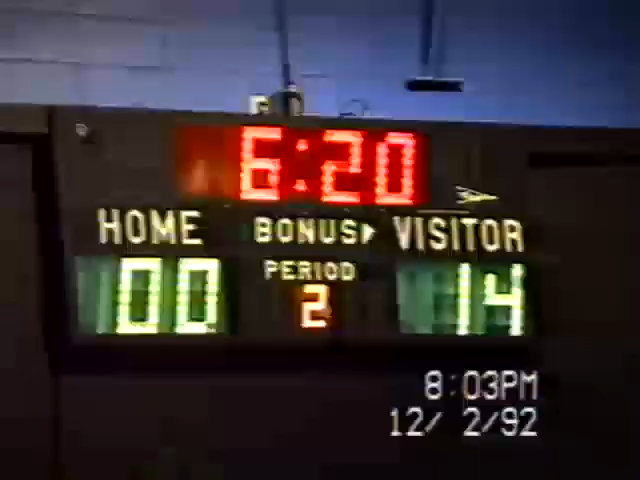 6:20
HOME BONUS▸ VISITOR
PERIOD
00 2 14
8:03PM
12/ 2/92